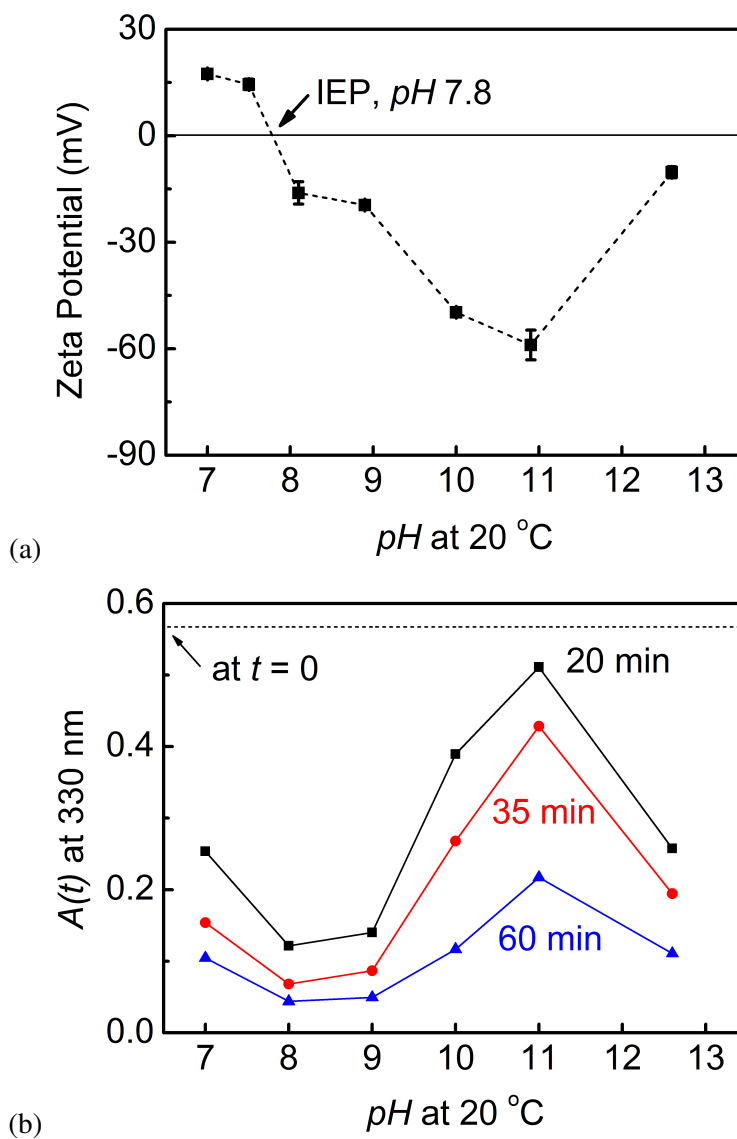 30
0
-30
-60
-90
Zeta Potential (mV)
IEP, pH 7.8
7 8 9 10 11 12 13
pH at 20 °C
(a)
0.6
0.4
0.2
0.0
A(t) at 330 nm
at t = 0
20 min
35 min
60 min
7 8 9 10 11 12 13
pH at 20 °C
(b)